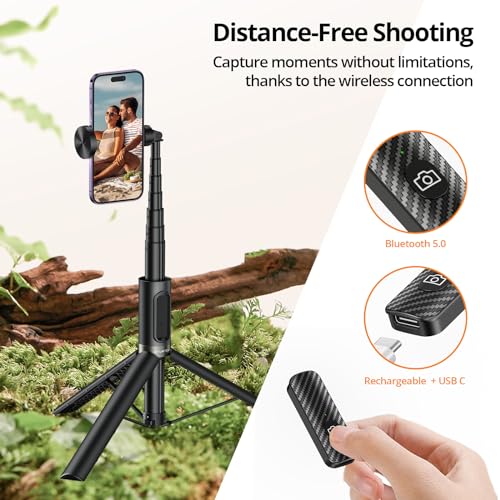 Distance-Free Shooting
Capture moments without limitations,
thanks to the wireless connection
Bluetooth 5.0
Rechargeable + USB C